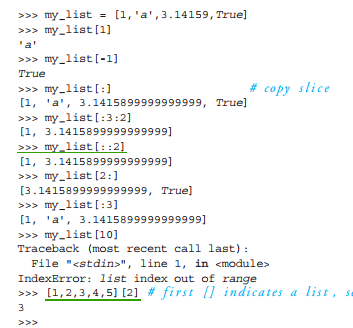 >>> my_list = [1,'a',3.14159,True]
>>> my_list[1]
'a'
>>> my_list[-1]
True
>>> my_list[:] # copy slice
[1, 'a', 3.1415899999999999, True]
>>> my_list[:3:2]
[1, 3.1415899999999999]
>>> my_list[::2]
[1, 3.1415899999999999]
>>> my_list[2:]
[3.1415899999999999, True]
>>> my_list[:3]
[1, 'a', 3.1415899999999999]
>>> my_list[10]
Traceback (most recent call last):
File "<stdin>", line 1, in <module>
IndexError: list index out of range
>>> [1,2,3,4,5][2] # first [] indicates a list,
3
>>>